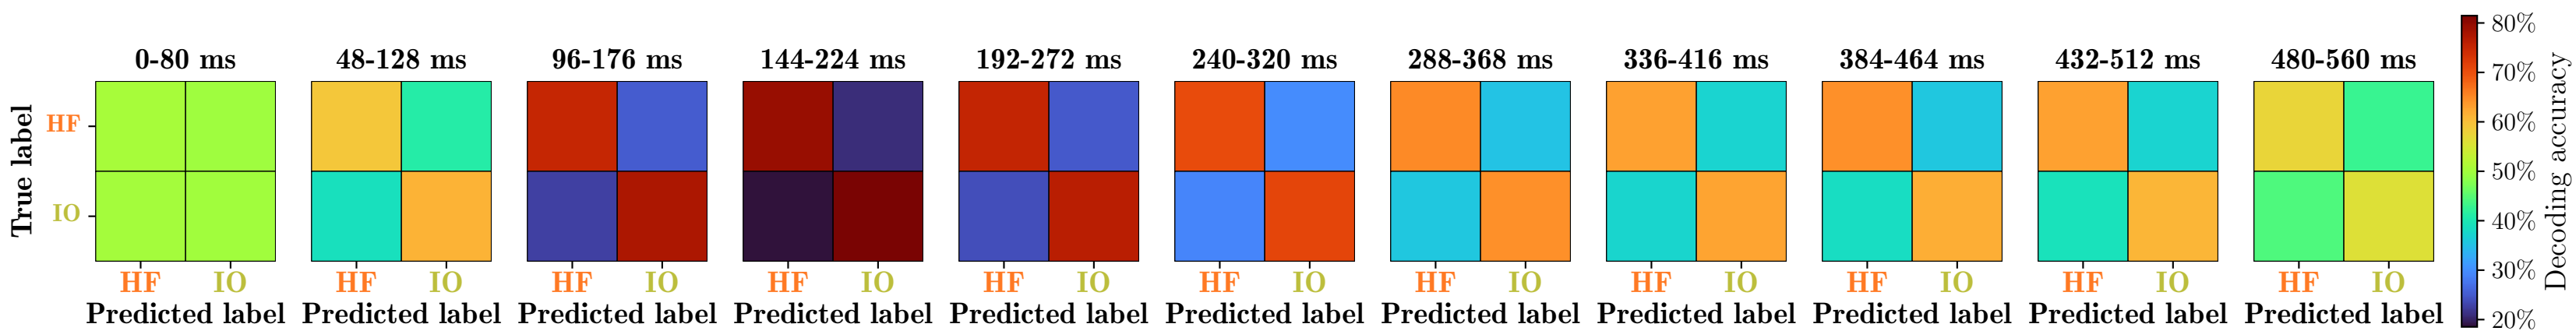 0-80 ms
48-128 ms
96-176 ms
144-224 ms
192-272 ms
240-320 ms
288-368 ms
336-416 ms
384-464 ms
432-512 ms
480-560 ms
True label
HF
IO
HF IO
HF IO
HF IO
HF IO
HF IO
HF IO
HF IO
HF IO
HF IO
HF IO
HF IO
Predicted label
Predicted label
Predicted label
Predicted label
Predicted label
Predicted label
Predicted label
Predicted label
Predicted label
Predicted label
Predicted label
80%
70%
60%
50%
40%
30%
20%
Decoding accuracy